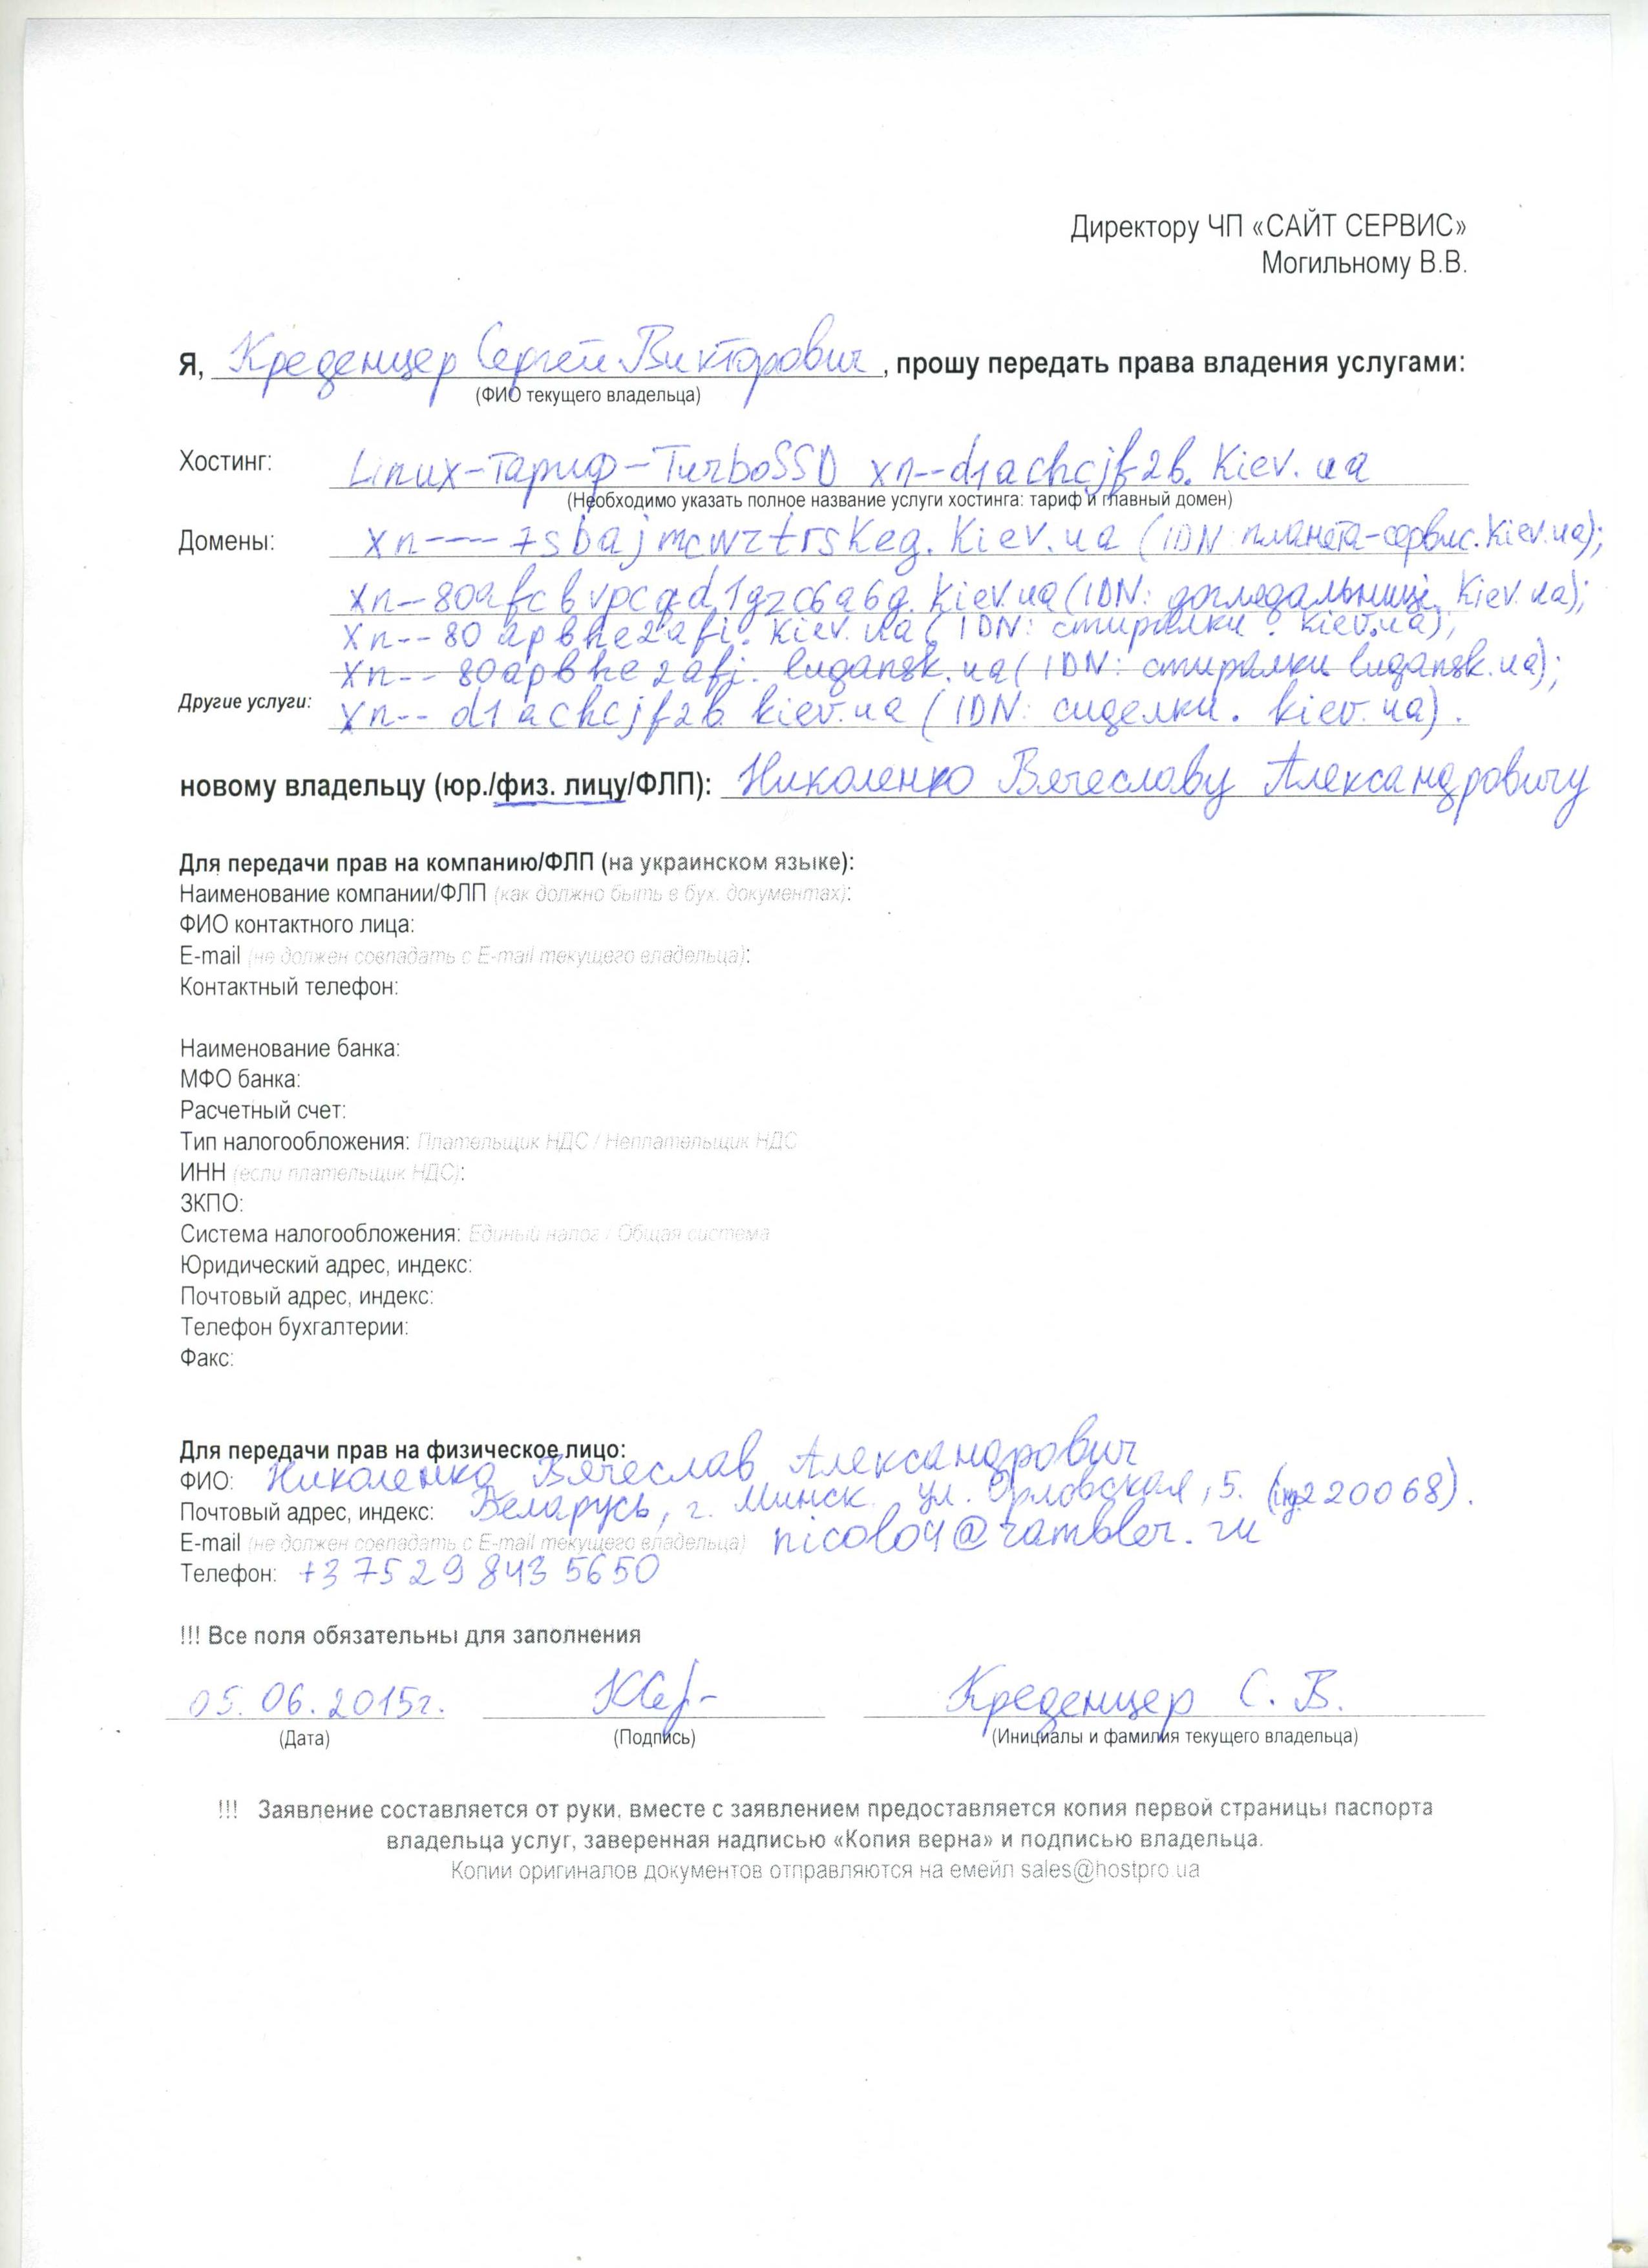 Директору ЧП «САЙТ СЕРВИС»
Могильному В.В.
Я, Креденцер Сергей Викторович, прошу передать права владения услугами:
(ФИО текущего владельца)
Хостинг: Linux-Тариф-TurboSSD xn--d1achcjf2b.kiev.ua
(Необходимо указать полное название услуги хостинга: тариф и главный домен)
Домены: xn----7sbajmcwztrskeg.kiev.ua (IDN: планета-сервис.kiev.ua);
xn--80afcbvpcgd1gzc6a6g.kiev.ua (IDN: доглядальниці.kiev.ua);
xn--80apbhe2afi.kiev.ua (IDN: стиралки.kiev.ua);
xn--80apbhe2afi.lugansk.ua (IDN: стиралки lugansk.ua);
Другие услуги: xn--d1achcjf2b kiev.ua (IDN: сиделки.kiev.ua).
новому владельцу (юр./физ. лицу/ФЛП): Николенко Вячеславу Александровичу
Для передачи прав на компанию/ФЛП (на украинском языке):
Наименование компании/ФЛП (как должно быть в бух. документах):
ФИО контактного лица:
E-mail (не должен совпадать с E-mail текущего владельца):
Контактный телефон:
Наименование банка:
МФО банка:
Расчетный счет:
Тип налогообложения: Плательщик НДС / Неплательщик НДС
ИНН (если плательщик НДС):
ЗКПО:
Система налогообложения: Единый налог / Общая система
Юридический адрес, индекс:
Почтовый адрес, индекс:
Телефон бухгалтерии:
Факс:
Для передачи прав на физическое лицо:
ФИО: Николенко Вячеслав Александрович
Почтовый адрес, индекс: Беларусь, г. Минск ул. Орловская, 5. (инд. 220068).
E-mail (не должен совпадать с E-mail текущего владельца) nicolo4@rambler.ru
Телефон: +375 29 843 5650
!!! Все поля обязательны для заполнения
05.06.2015г. Креденцер С. В.
(Дата) (Подпись) (Инициалы и фамилия текущего владельца)
!!! Заявление составляется от руки, вместе с заявлением предоставляется копия первой страницы паспорта
владельца услуг, заверенная надписью «Копия верна» и подписью владельца.
Копии оригиналов документов отправляются на емейл sales@hostpro.ua